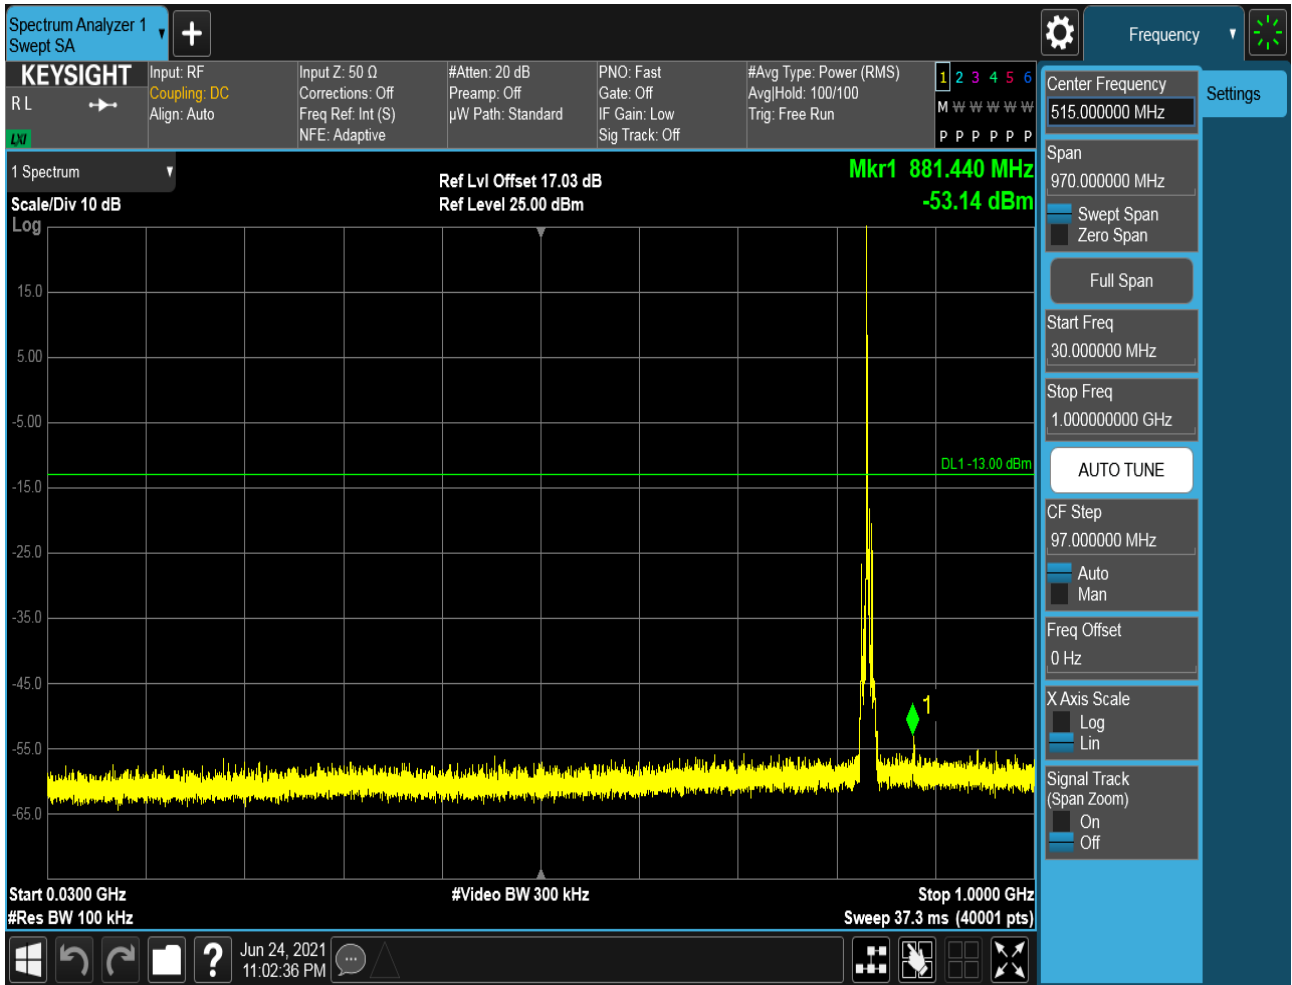 Spectrum Analyzer 1
Swept SA
Frequency
KEYSIGHT
R L
LXI
Input: RF
Coupling: DC
Align: Auto
Input Z: 50 Ω
Corrections: Off
Freq Ref: Int (S)
NFE: Adaptive
#Atten: 20 dB
Preamp: Off
µW Path: Standard
PNO: Fast
Gate: Off
IF Gain: Low
Sig Track: Off
#Avg Type: Power (RMS)
Avg|Hold: 100/100
Trig: Free Run
1 2 3 4 5 6
M W W W W W
P P P P P P
1 Spectrum
Scale/Div 10 dB
Log
Ref Lvl Offset 17.03 dB
Ref Level 25.00 dBm
Mkr1 881.440 MHz
-53.14 dBm
15.0
5.00
-5.00
-15.0
-25.0
-35.0
-45.0
-55.0
-65.0
DL1 -13.00 dBm
1
Start 0.0300 GHz
#Res BW 100 kHz
#Video BW 300 kHz
Stop 1.0000 GHz
Sweep 37.3 ms (40001 pts)
Center Frequency
515.000000 MHz
Settings
Span
970.000000 MHz
Swept Span
Zero Span
Full Span
Start Freq
30.000000 MHz
Stop Freq
1.000000000 GHz
AUTO TUNE
CF Step
97.000000 MHz
Auto
Man
Freq Offset
0 Hz
X Axis Scale
Log
Lin
Signal Track
(Span Zoom)
On
Off
?
Jun 24, 2021
11:02:36 PM